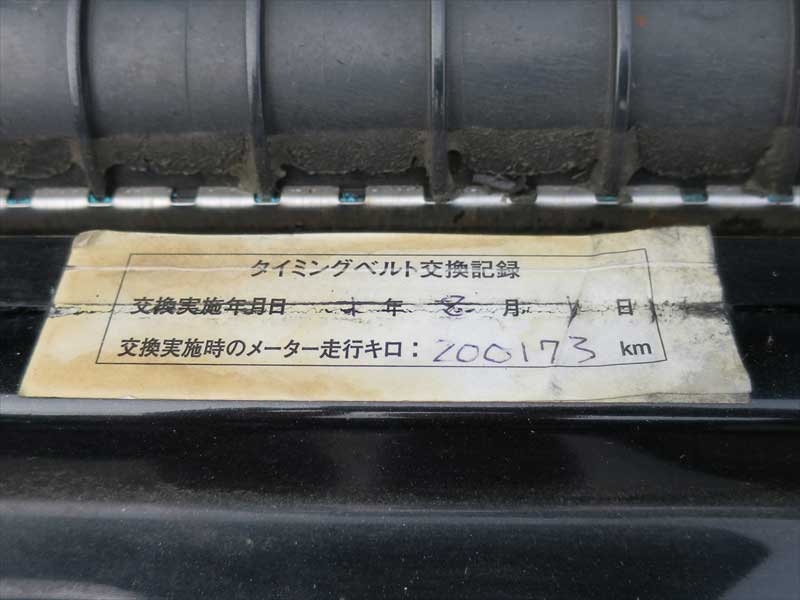 タイミングベルト交換記録
交換実施年月日 年 8 月 日
交換実施時のメーター走行キロ： 200173 km